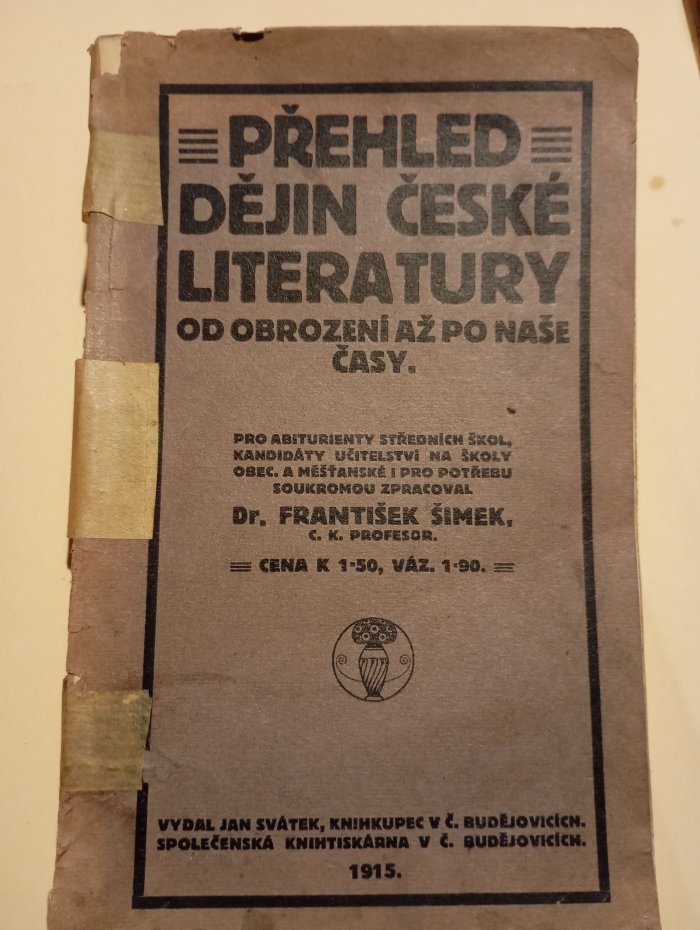 PŘEHLED
DĚJIN ČESKÉ
LITERATURY
OD OBROZENÍ AŽ PO NAŠE
ČASY.
PRO ABITURIENTY STŘEDNÍCH ŠKOL,
KANDIDÁTY UČITELSTVÍ NA ŠKOLY
OBEC. A MĚŠŤANSKÉ I PRO POTŘEBU
SOUKROMOU ZPRACOVAL
Dr. FRANTIŠEK ŠIMEK,
C. K. PROFESOR.
CENA K 1·50, VÁZ. 1·90.
VYDAL JAN SVÁTEK, KNIHKUPEC V Č. BUDĚJOVICÍCH.
SPOLEČENSKÁ KNIHTISKÁRNA V Č. BUDĚJOVICÍCH.
1915.